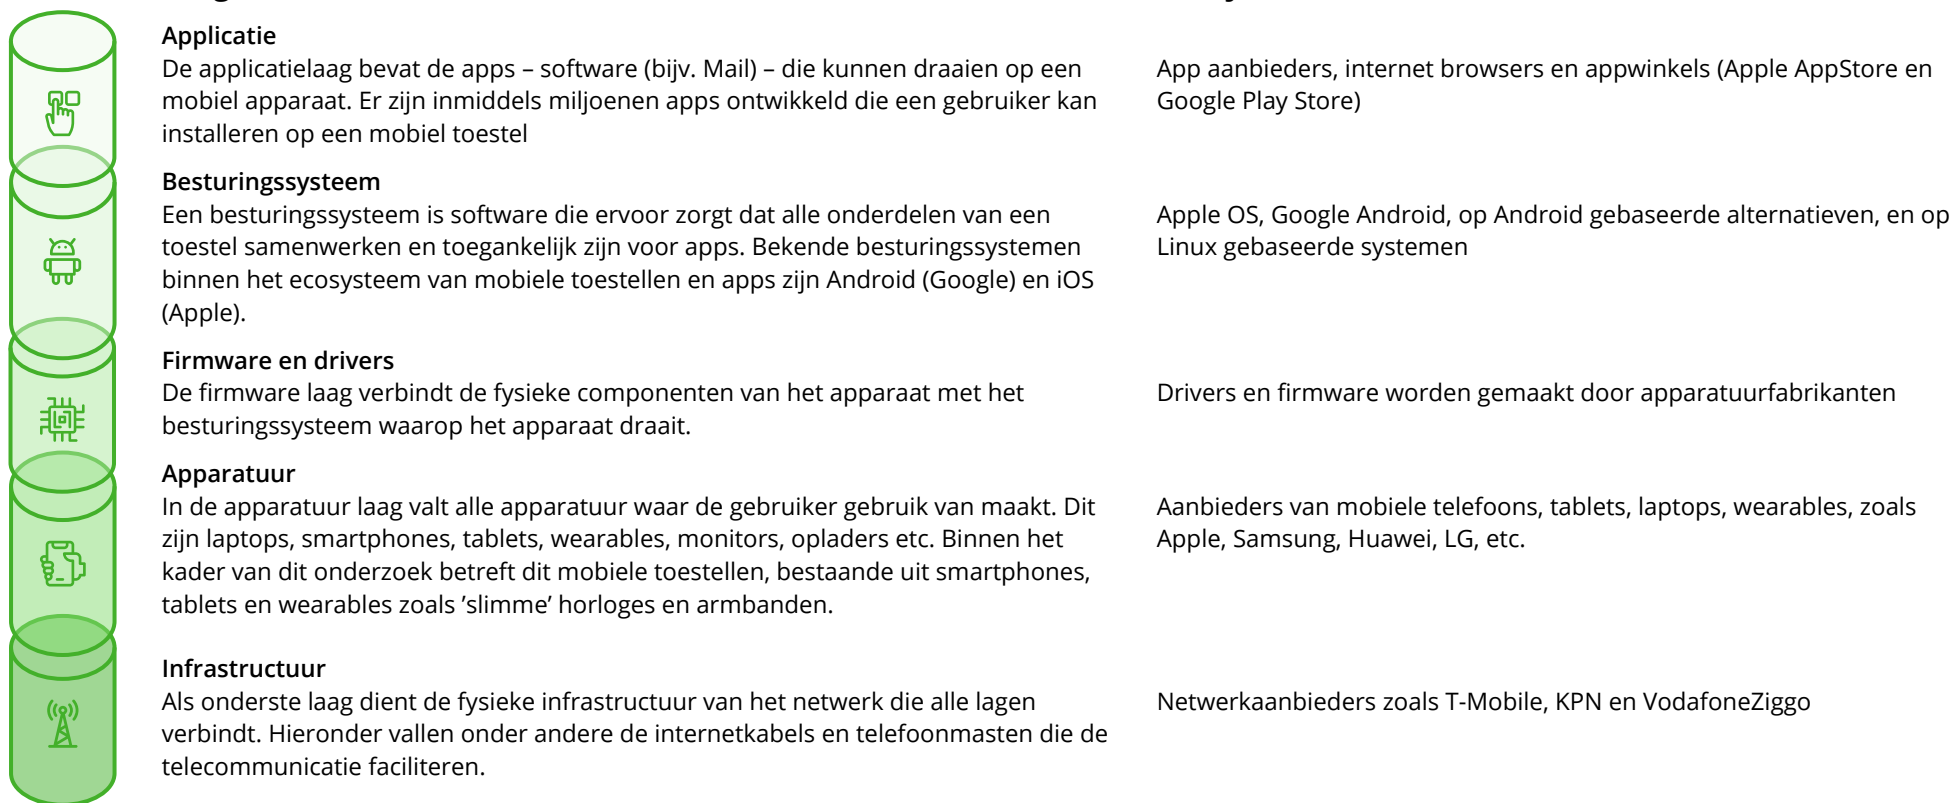 Applicatie
De applicatielaag bevat de apps – software (bijv. Mail) – die kunnen draaien op een
mobiel apparaat. Er zijn inmiddels miljoenen apps ontwikkeld die een gebruiker kan
installeren op een mobiel toestel
App aanbieders, internet browsers en appwinkels (Apple AppStore en
Google Play Store)
Besturingssysteem
Een besturingssysteem is software die ervoor zorgt dat alle onderdelen van een
toestel samenwerken en toegankelijk zijn voor apps. Bekende besturingssystemen
binnen het ecosysteem van mobiele toestellen en apps zijn Android (Google) en iOS
(Apple).
Apple OS, Google Android, op Android gebaseerde alternatieven, en op
Linux gebaseerde systemen
Firmware en drivers
De firmware laag verbindt de fysieke componenten van het apparaat met het
besturingssysteem waarop het apparaat draait.
Drivers en firmware worden gemaakt door apparatuurfabrikanten
Apparatuur
In de apparatuur laag valt alle apparatuur waar de gebruiker gebruik van maakt. Dit
zijn laptops, smartphones, tablets, wearables, monitors, opladers etc. Binnen het
kader van dit onderzoek betreft dit mobiele toestellen, bestaande uit smartphones,
tablets en wearables zoals ’slimme’ horloges en armbanden.
Aanbieders van mobiele telefoons, tablets, laptops, wearables, zoals
Apple, Samsung, Huawei, LG, etc.
Infrastructuur
Als onderste laag dient de fysieke infrastructuur van het netwerk die alle lagen
verbindt. Hieronder vallen onder andere de internetkabels en telefoonmasten die de
telecommunicatie faciliteren.
Netwerkaanbieders zoals T-Mobile, KPN en VodafoneZiggo